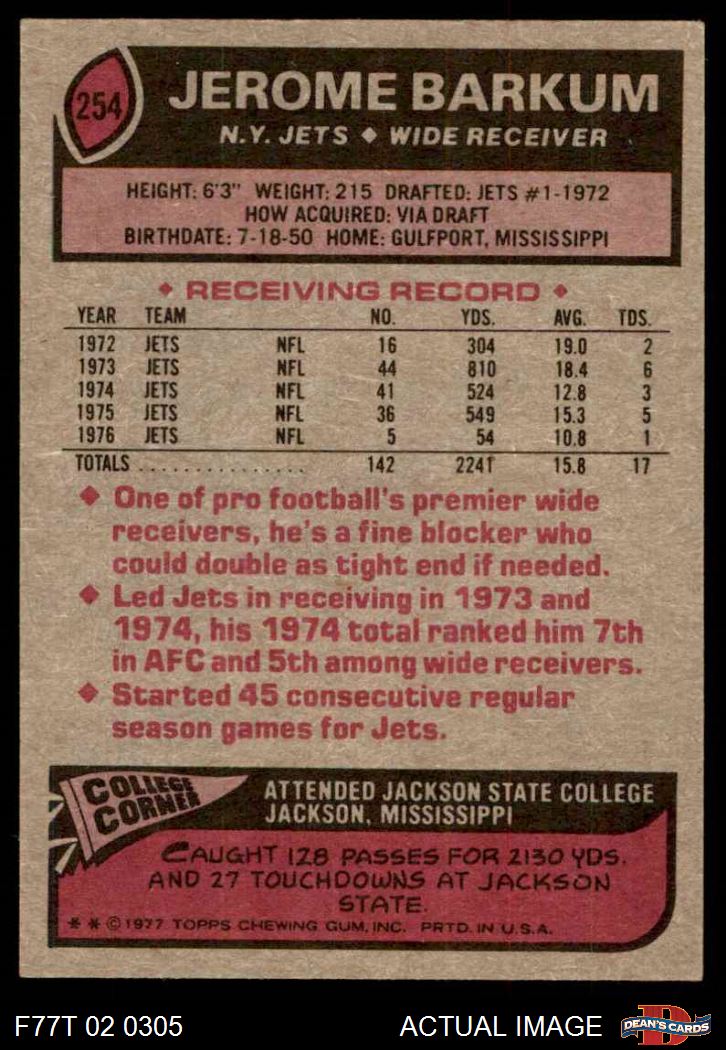 254
JEROME BARKUM
N.Y. JETS ◆ WIDE RECEIVER
HEIGHT: 6'3" WEIGHT: 215 DRAFTED: JETS #1-1972
HOW ACQUIRED: VIA DRAFT
BIRTHDATE: 7-18-50 HOME: GULFPORT, MISSISSIPPI
◆ RECEIVING RECORD ◆
YEAR TEAM NO. YDS. AVG. TDS.
1972 JETS NFL 16 304 19.0 2
1973 JETS NFL 44 810 18.4 6
1974 JETS NFL 41 524 12.8 3
1975 JETS NFL 36 549 15.3 5
1976 JETS NFL 5 54 10.8 1
TOTALS . . . . . . . . . . . . . . . 142 2241 15.8 17
◆ One of pro football's premier wide
receivers, he's a fine blocker who
could double as tight end if needed.
◆ Led Jets in receiving in 1973 and
1974, his 1974 total ranked him 7th
in AFC and 5th among wide receivers.
◆ Started 45 consecutive regular
season games for Jets.
COLLEGE
CORNER
ATTENDED JACKSON STATE COLLEGE
JACKSON, MISSISSIPPI
CAUGHT 128 PASSES FOR 2130 YDS.
AND 27 TOUCHDOWNS AT JACKSON
STATE.
* * © 1977 TOPPS CHEWING GUM, INC. PRTD. IN U.S.A.
F77T 02 0305 ACTUAL IMAGE
D
DEAN'S CARDS